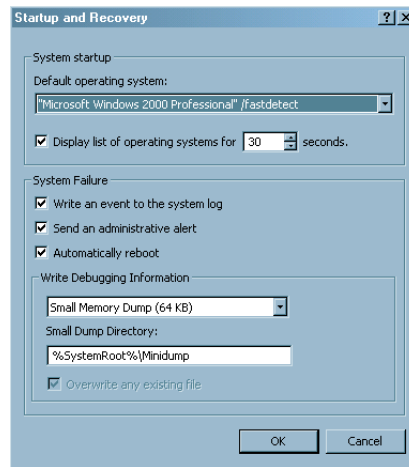 Startup and Recovery
System startup
Default operating system:
"Microsoft Windows 2000 Professional" /fastdetect
Display list of operating systems for 30 seconds.
System Failure
Write an event to the system log
Send an administrative alert
Automatically reboot
Write Debugging Information
Small Memory Dump (64 KB)
Small Dump Directory:
%SystemRoot%\Minidump
Overwrite any existing file
OK Cancel